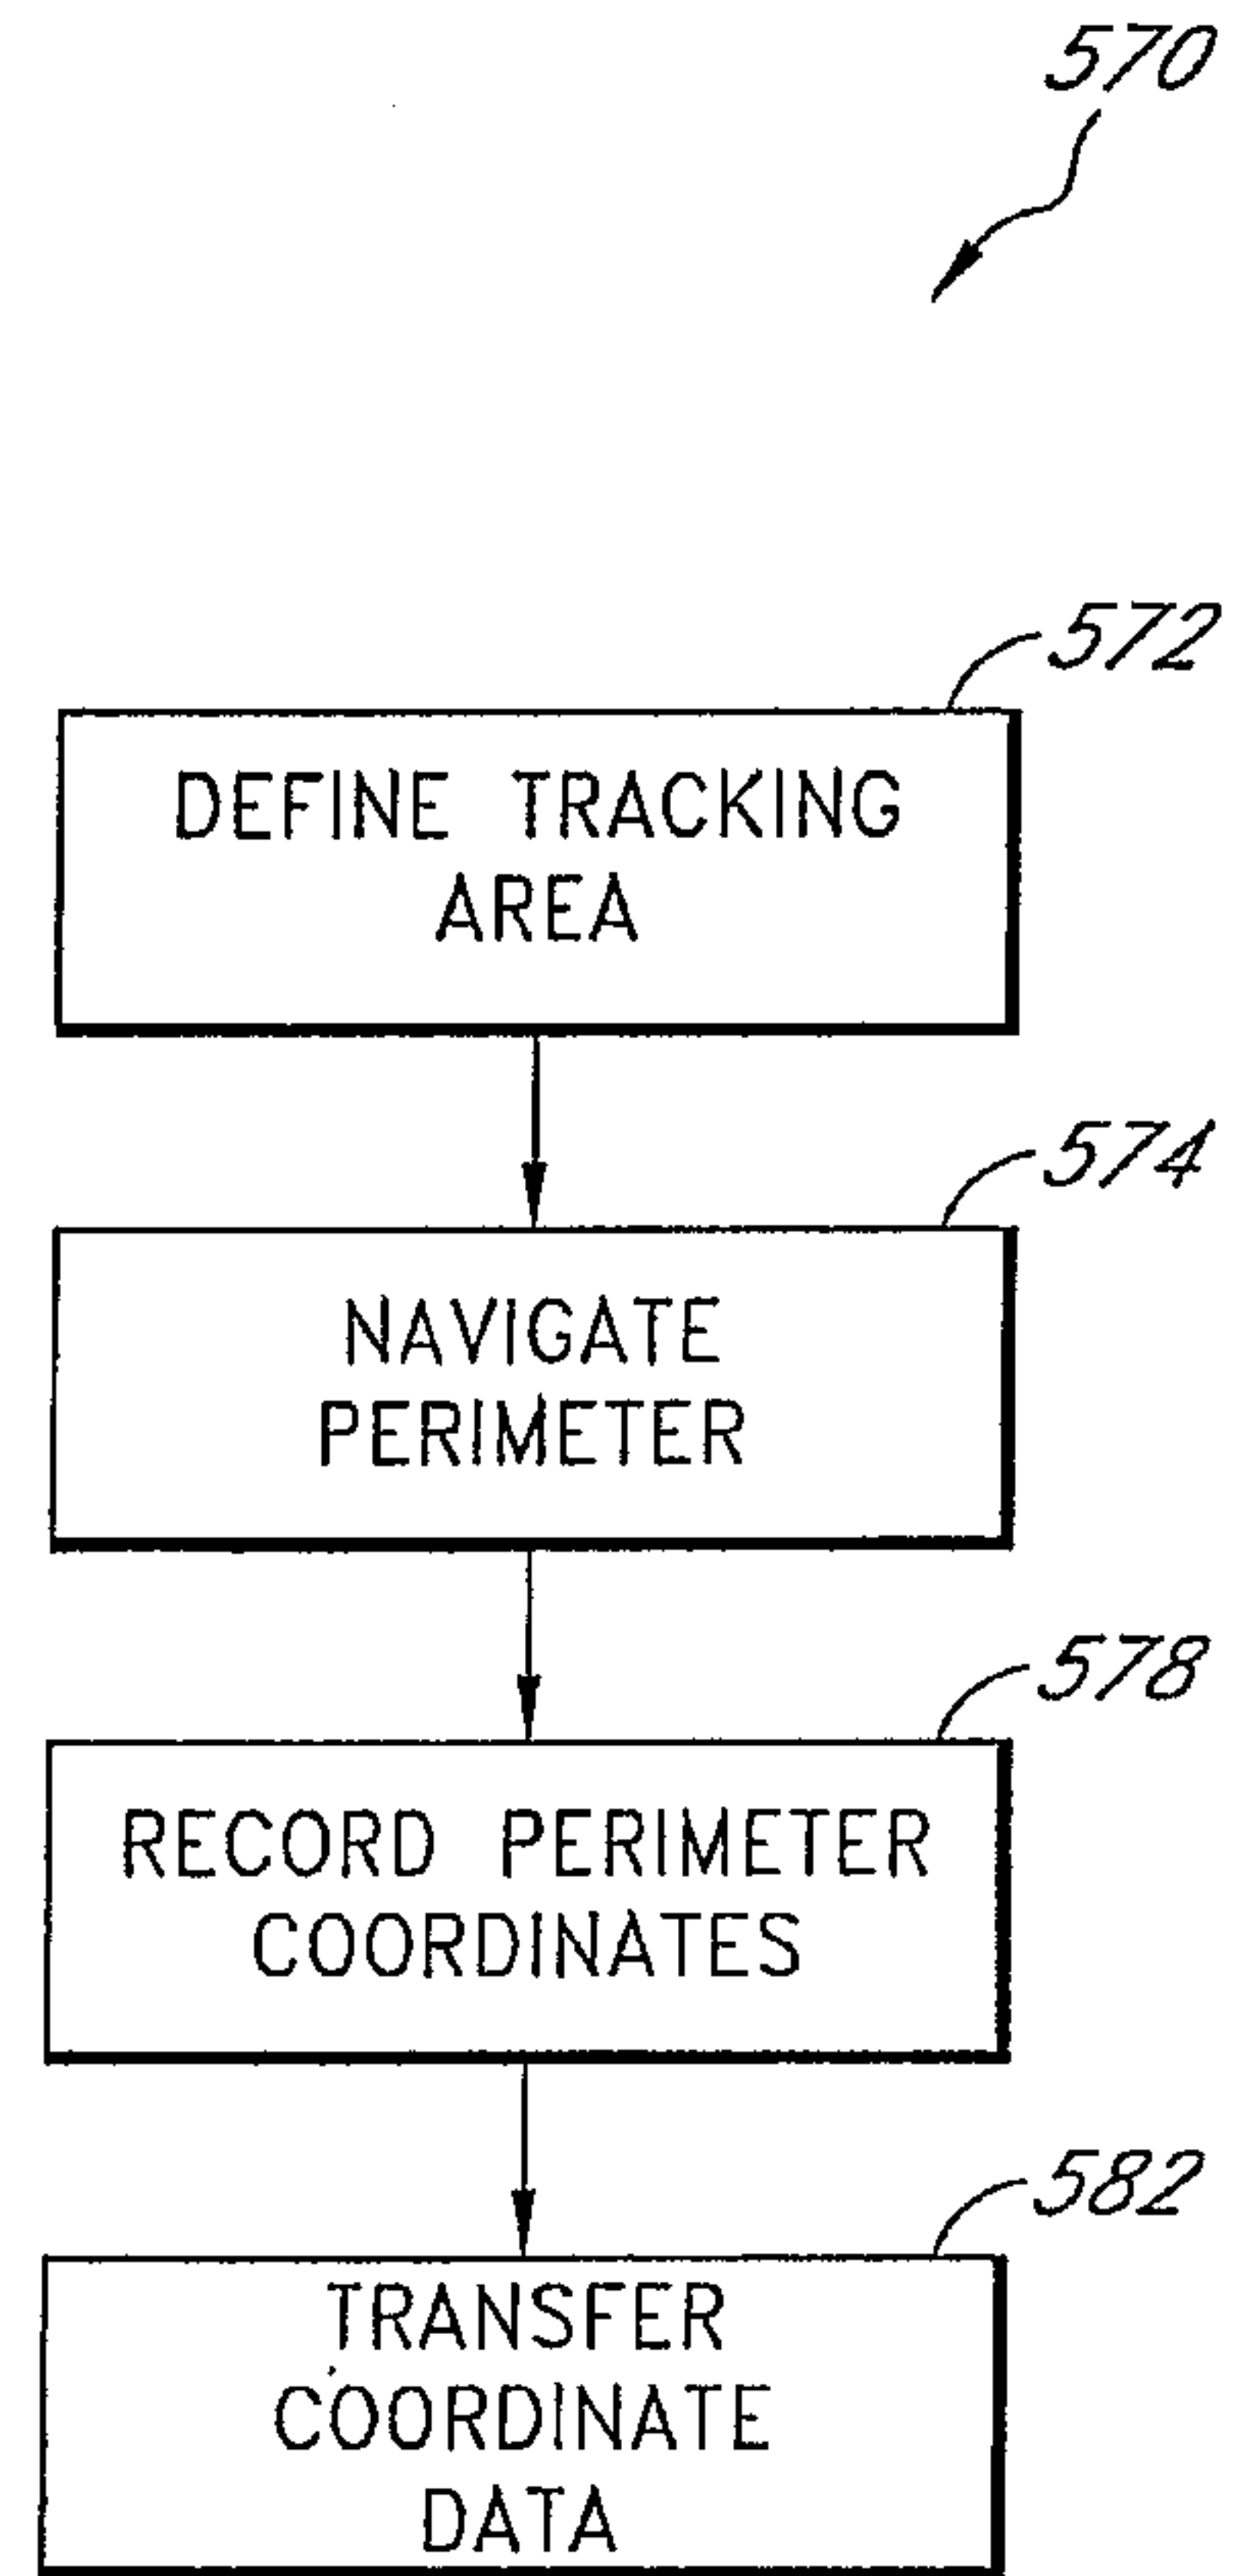 570
572
DEFINE TRACKING
AREA
574
NAVIGATE
PERIMETER
578
RECORD PERIMETER
COORDINATES
582
TRANSFER
COORDINATE
DATA